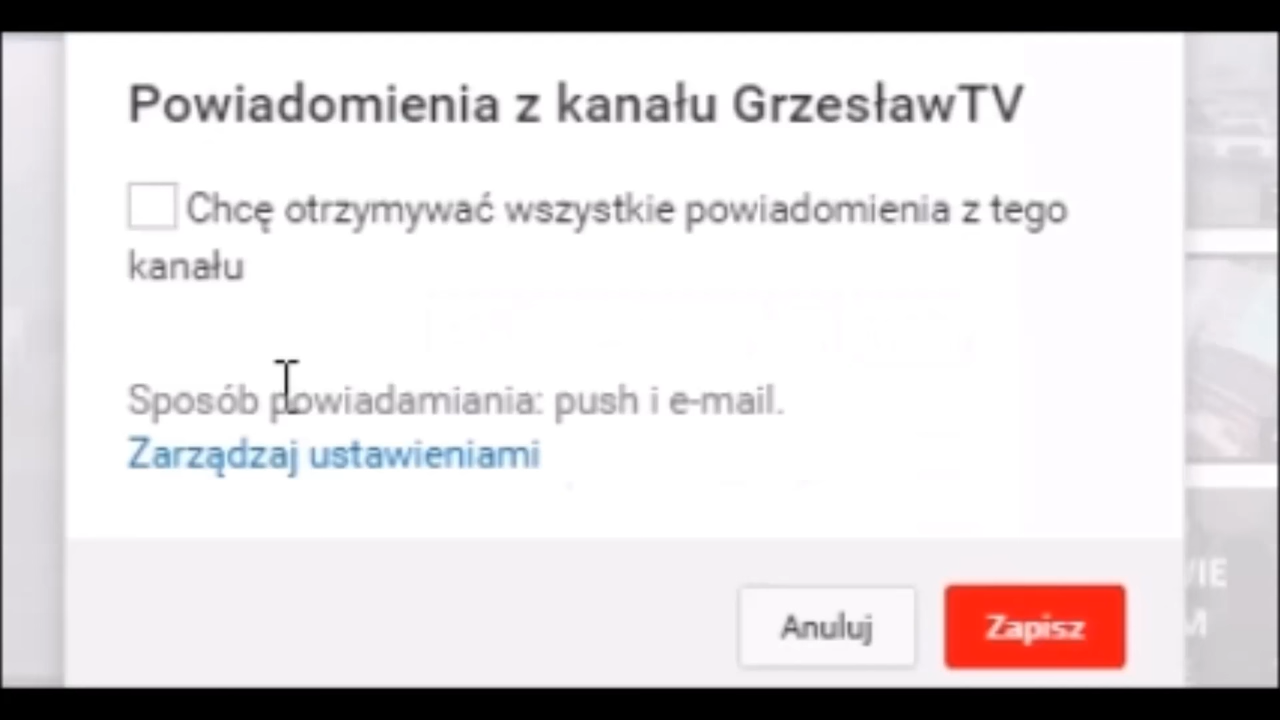 Powiadomienia z kanału GrzesławTV
Chcę otrzymywać wszystkie powiadomienia z tego
kanału
Sposób powiadamiania: push i e-mail.
Zarządzaj ustawieniami
Anuluj
Zapisz